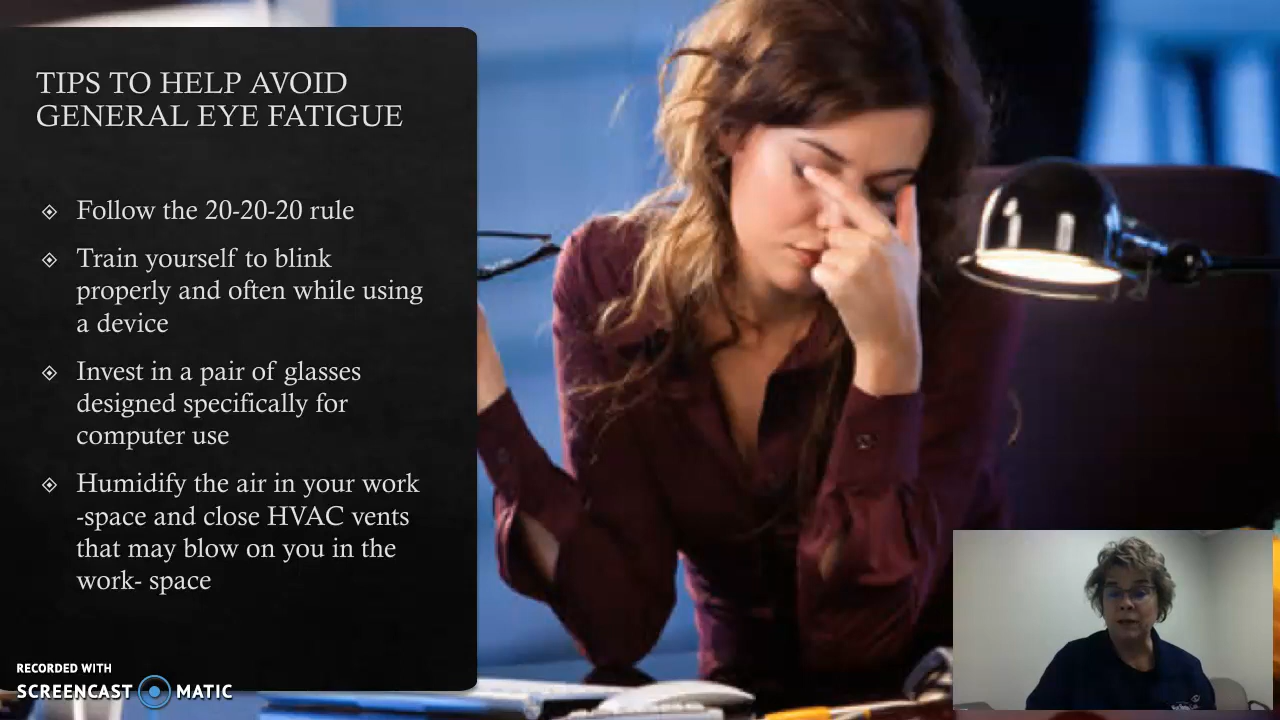 TIPS TO HELP AVOID
GENERAL EYE FATIGUE
Follow the 20-20-20 rule
Train yourself to blink
properly and often while using
a device
Invest in a pair of glasses
designed specifically for
computer use
Humidify the air in your work
-space and close HVAC vents
that may blow on you in the
work- space
RECORDED WITH
SCREENCAST MATIC